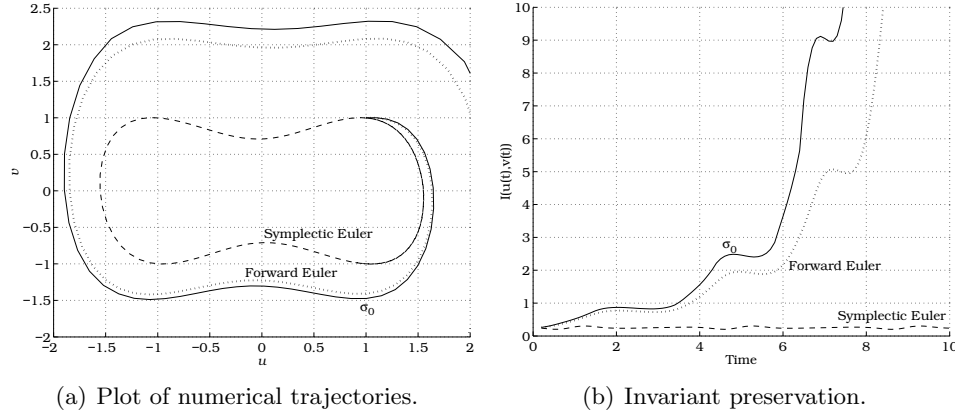 2.5
2
1.5
1
0.5
0
−0.5
−1
−1.5
−2
v
Symplectic Euler
Forward Euler
σ0
−2 −1.5 −1 −0.5 0 0.5 1 1.5 2
u
(a) Plot of numerical trajectories.
10
9
8
7
6
5
4
3
2
1
0
I(u(t),v(t))
σ0
Forward Euler
Symplectic Euler
0 2 4 6 8 10
Time
(b) Invariant preservation.